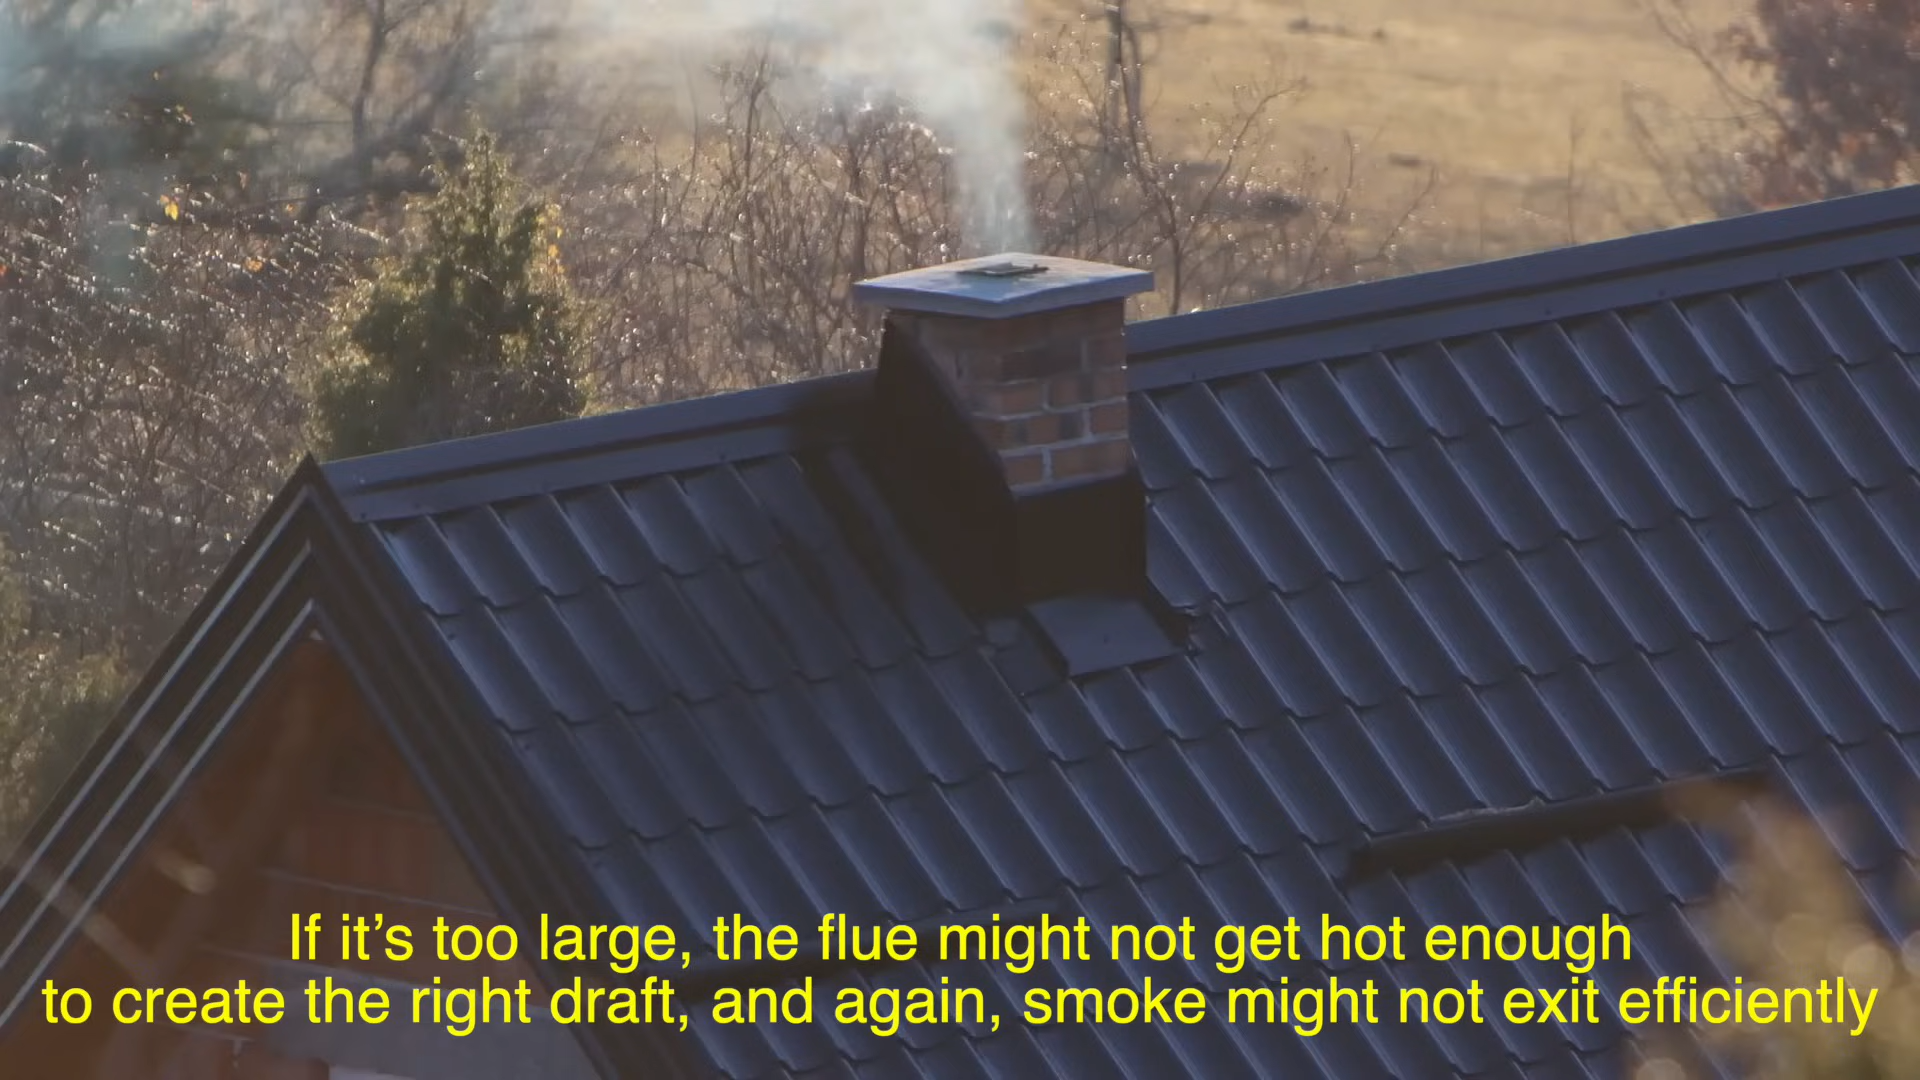 If it’s too large, the flue might not get hot enough
to create the right draft, and again, smoke might not exit efficiently